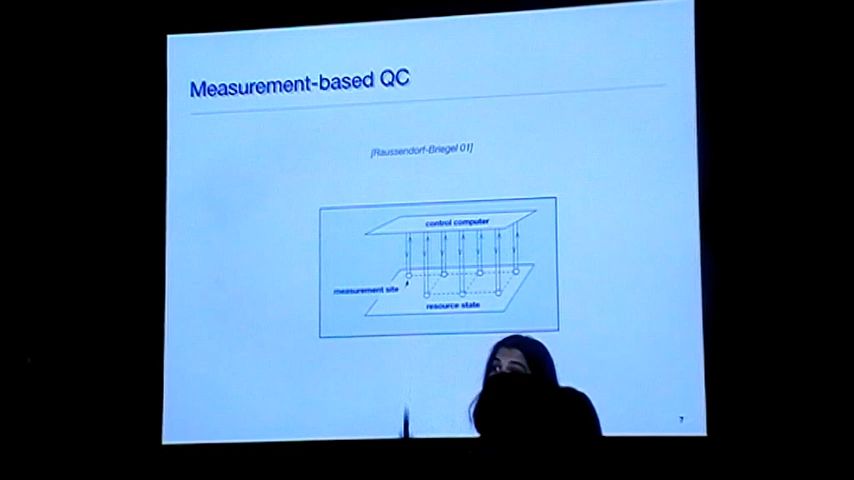 Measurement-based QC
[Raussendorf-Briegel 01]
control computer
measurement site
resource state
7